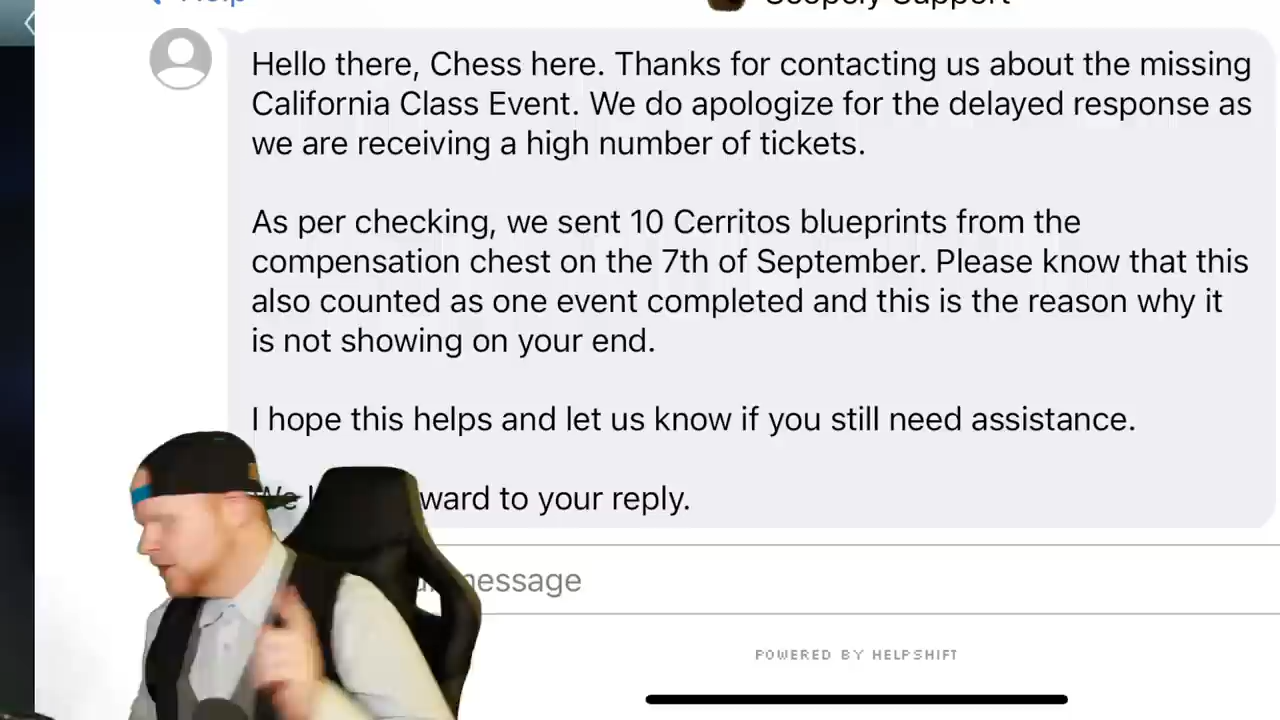 Help
Scopely Support
Hello there, Chess here. Thanks for contacting us about the missing
California Class Event. We do apologize for the delayed response as
we are receiving a high number of tickets.
As per checking, we sent 10 Cerritos blueprints from the
compensation chest on the 7th of September. Please know that this
also counted as one event completed and this is the reason why it
is not showing on your end.
I hope this helps and let us know if you still need assistance.
We ward to your reply.
message
POWERED BY HELPSHIFT